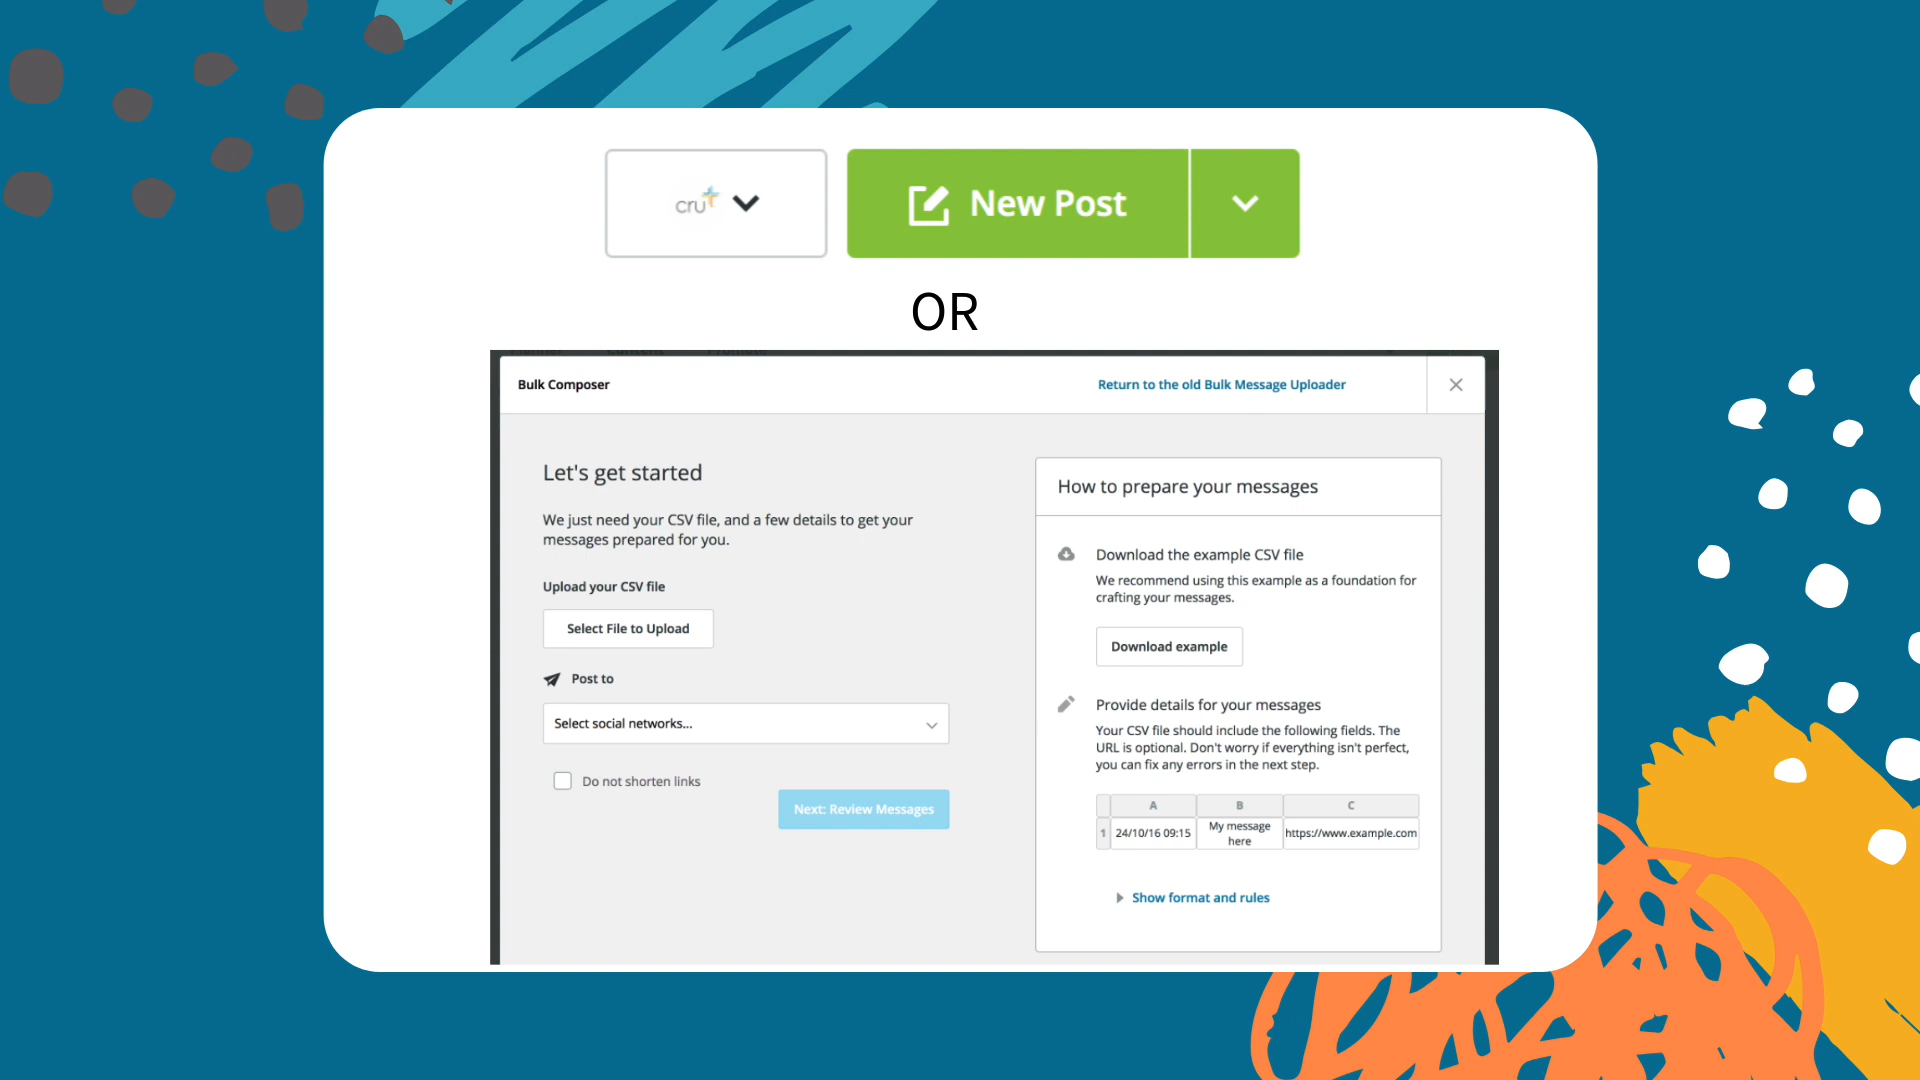 cru
New Post
OR
Bulk Composer
Return to the old Bulk Message Uploader
Let's get started
We just need your CSV file, and a few details to get your
messages prepared for you.
Upload your CSV file
Select File to Upload
Post to
Select social networks...
Do not shorten links
Next: Review Messages
How to prepare your messages
Download the example CSV file
We recommend using this example as a foundation for
crafting your messages.
Download example
Provide details for your messages
Your CSV file should include the following fields. The
URL is optional. Don't worry if everything isn't perfect,
you can fix any errors in the next step.
A B C
1 24/10/16 09:15 My message here https://www.example.com
Show format and rules